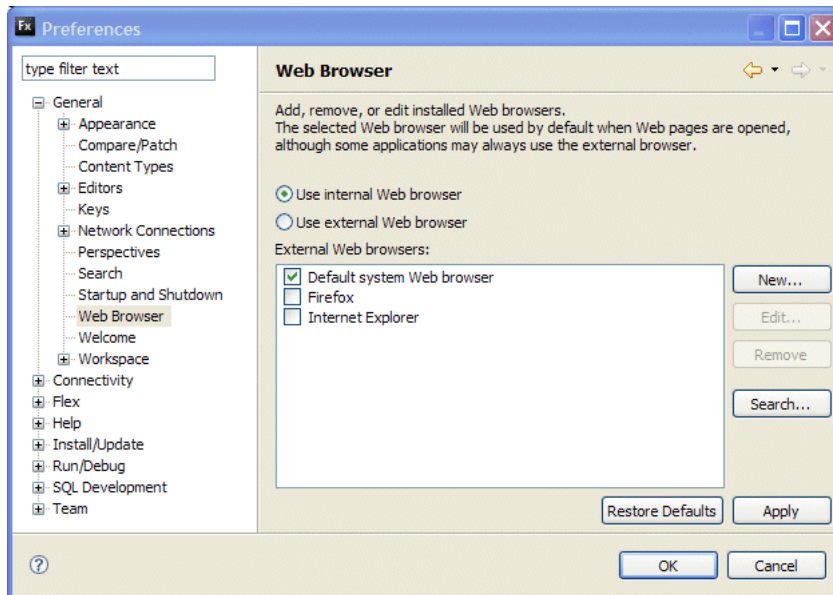 Fx Preferences
type filter text
General
Appearance
Compare/Patch
Content Types
Editors
Keys
Network Connections
Perspectives
Search
Startup and Shutdown
Web Browser
Welcome
Workspace
Connectivity
Flex
Help
Install/Update
Run/Debug
SQL Development
Team
Web Browser
Add, remove, or edit installed Web browsers.
The selected Web browser will be used by default when Web pages are opened,
although some applications may always use the external browser.
Use internal Web browser
Use external Web browser
External Web browsers:
Default system Web browser
Firefox
Internet Explorer
New...
Edit...
Remove
Search...
Restore Defaults
Apply
?
OK
Cancel